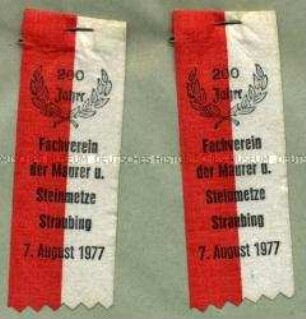 200
Jahre
Fachverein
der Maurer u.
Steinmetze
Straubing
7. August 1977
200
Jahre
Fachverein
der Maurer u.
Steinmetze
Straubing
7. August 1977